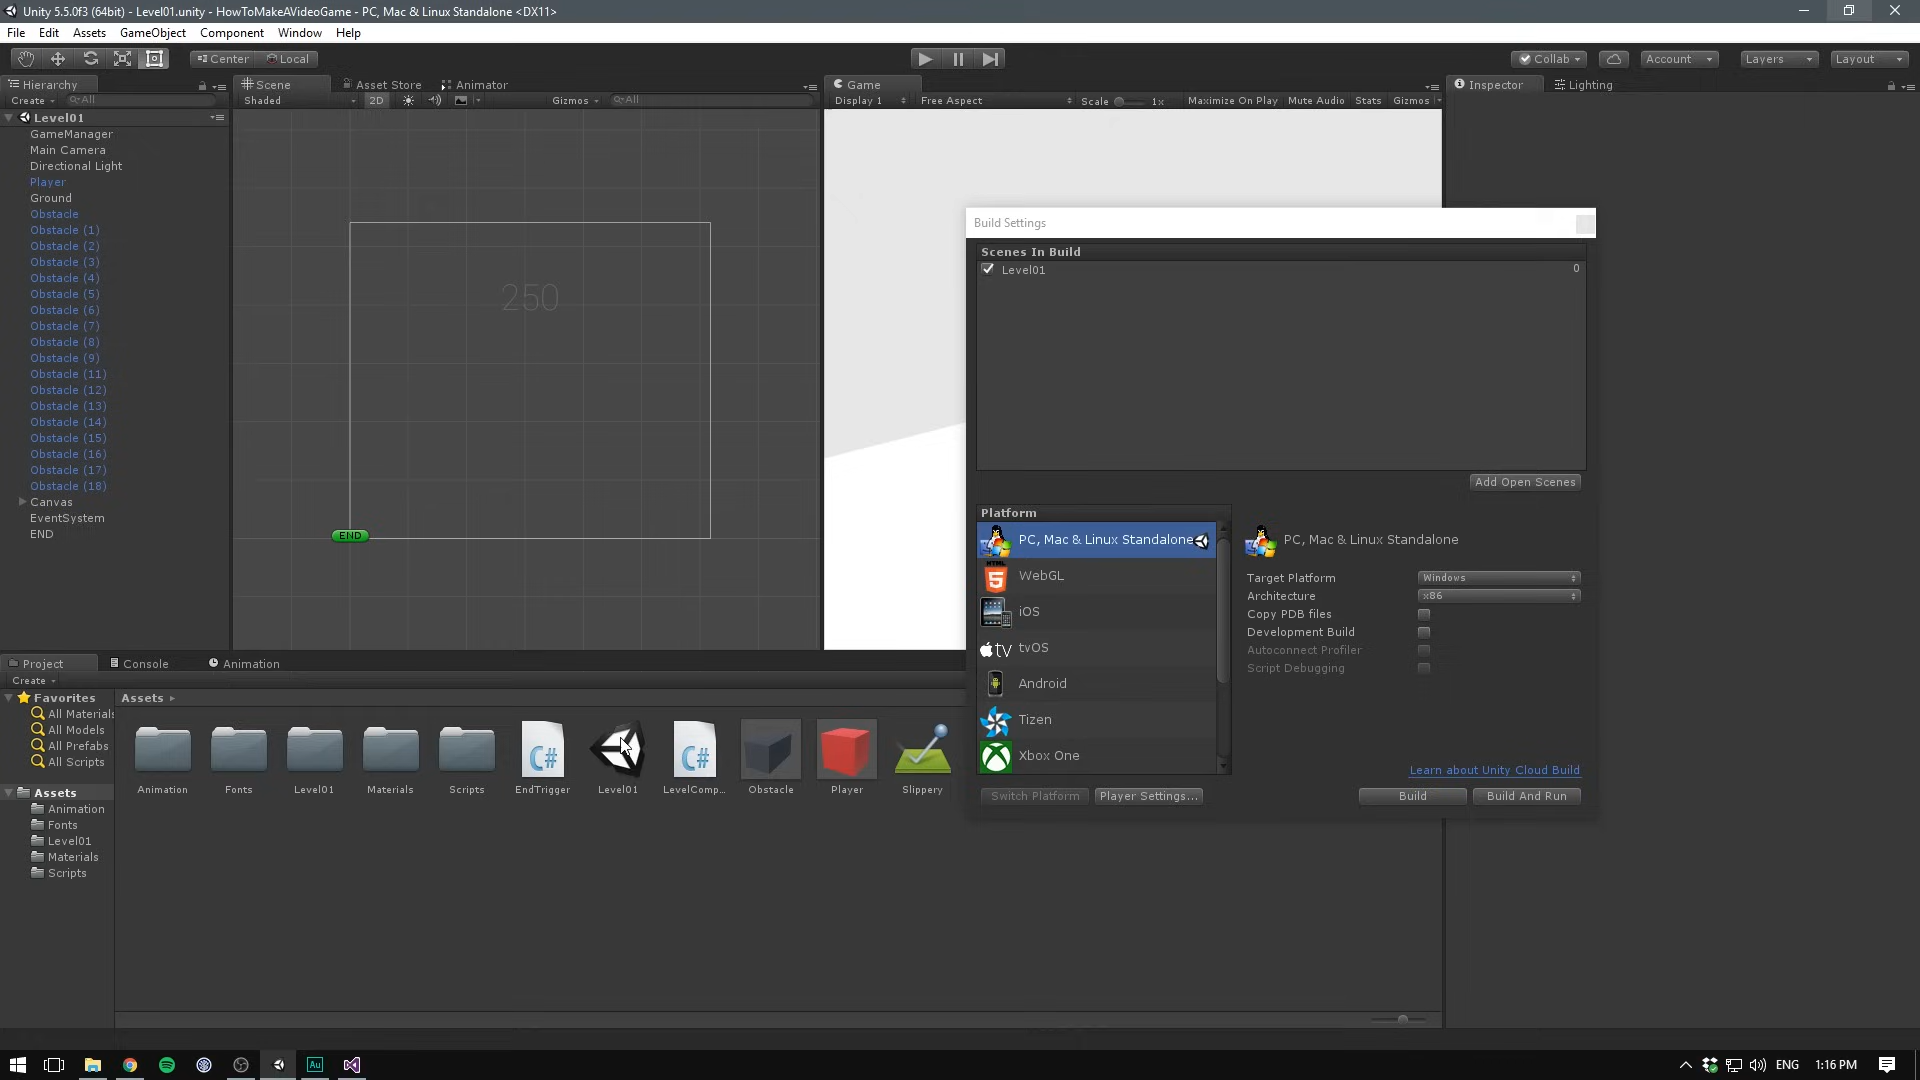 Unity 5.5.0f3 (64bit) - Level01.unity - HowToMakeAVideoGame - PC, Mac & Linux Standalone <DX11>
File Edit Assets GameObject Component Window Help
Center Local
Collab Account Layers Layout
Hierarchy
Create All
Level01
GameManager
Main Camera
Directional Light
Player
Ground
Obstacle
Obstacle (1)
Obstacle (2)
Obstacle (3)
Obstacle (4)
Obstacle (5)
Obstacle (6)
Obstacle (7)
Obstacle (8)
Obstacle (9)
Obstacle (11)
Obstacle (12)
Obstacle (13)
Obstacle (14)
Obstacle (15)
Obstacle (16)
Obstacle (17)
Obstacle (18)
Canvas
EventSystem
END
Scene Asset Store Animator
Shaded 2D Gizmos All
250
END
Game
Display 1 Free Aspect Scale 1x Maximize On Play Mute Audio Stats Gizmos
Inspector Lighting
Build Settings
Scenes In Build
Level01 0
Add Open Scenes
Platform
PC, Mac & Linux Standalone
WebGL
HTML
5
iOS
tv tvOS
Android
Tizen
Xbox One
PC, Mac & Linux Standalone
Target Platform Windows
Architecture x86
Copy PDB files
Development Build
Autoconnect Profiler
Script Debugging
Learn about Unity Cloud Build
Switch Platform Player Settings... Build Build And Run
Project Console Animation
Create
Favorites
All Materials
All Models
All Prefabs
All Scripts
Assets
Animation
Fonts
Level01
Materials
Scripts
Assets
C# C#
Animation Fonts Level01 Materials Scripts EndTrigger Level01 LevelComp... Obstacle Player Slippery
Au
ENG 1:16 PM